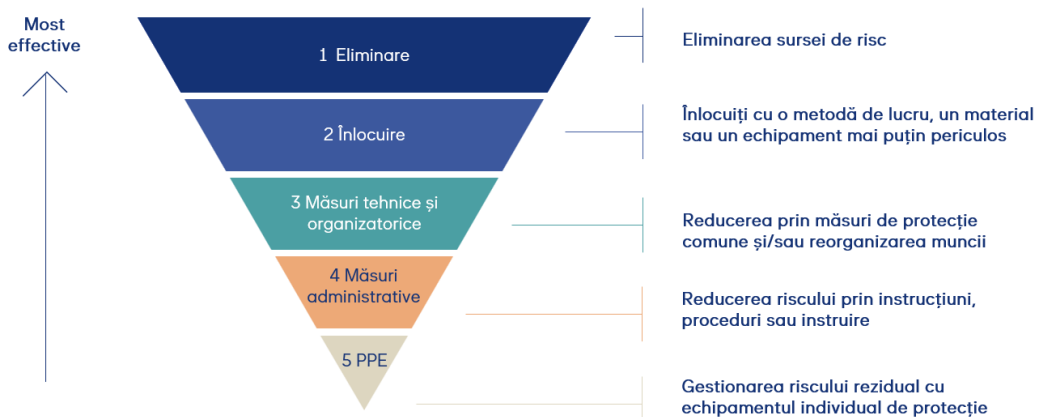 Most
effective
1 Eliminare
Eliminarea sursei de risc
2 Înlocuire
Înlocuiți cu o metodă de lucru, un material
sau un echipament mai puțin periculos
3 Măsuri tehnice și
organizatorice
Reducerea prin măsuri de protecție
comune și/sau reorganizarea muncii
4 Măsuri
administrative
Reducerea riscului prin instrucțiuni,
proceduri sau instruire
5 PPE
Gestionarea riscului rezidual cu
echipamentul individual de protecție